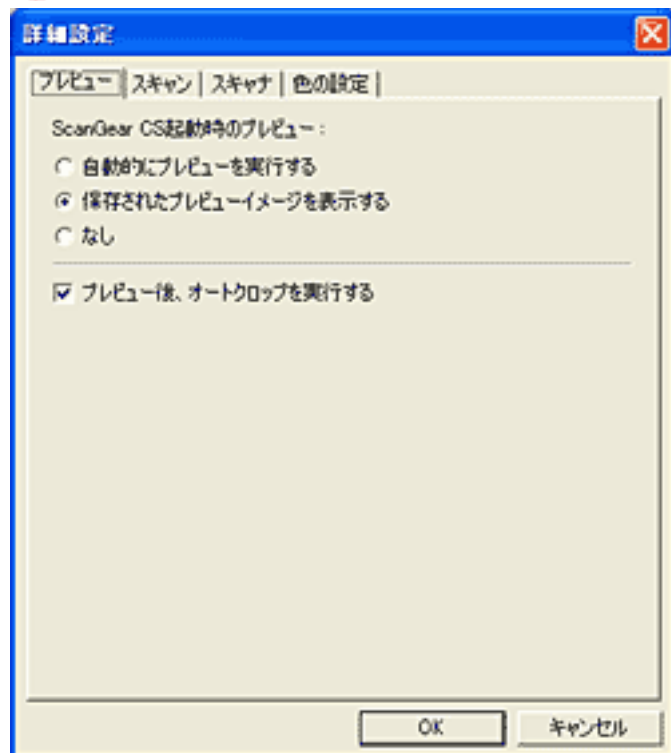 詳細設定
プレビュー スキャン スキャナ 色の設定
ScanGear CS起動時のプレビュー:
自動的にプレビューを実行する
保存されたプレビューイメージを表示する
なし
プレビュー後、オートクロップを実行する
OK キャンセル